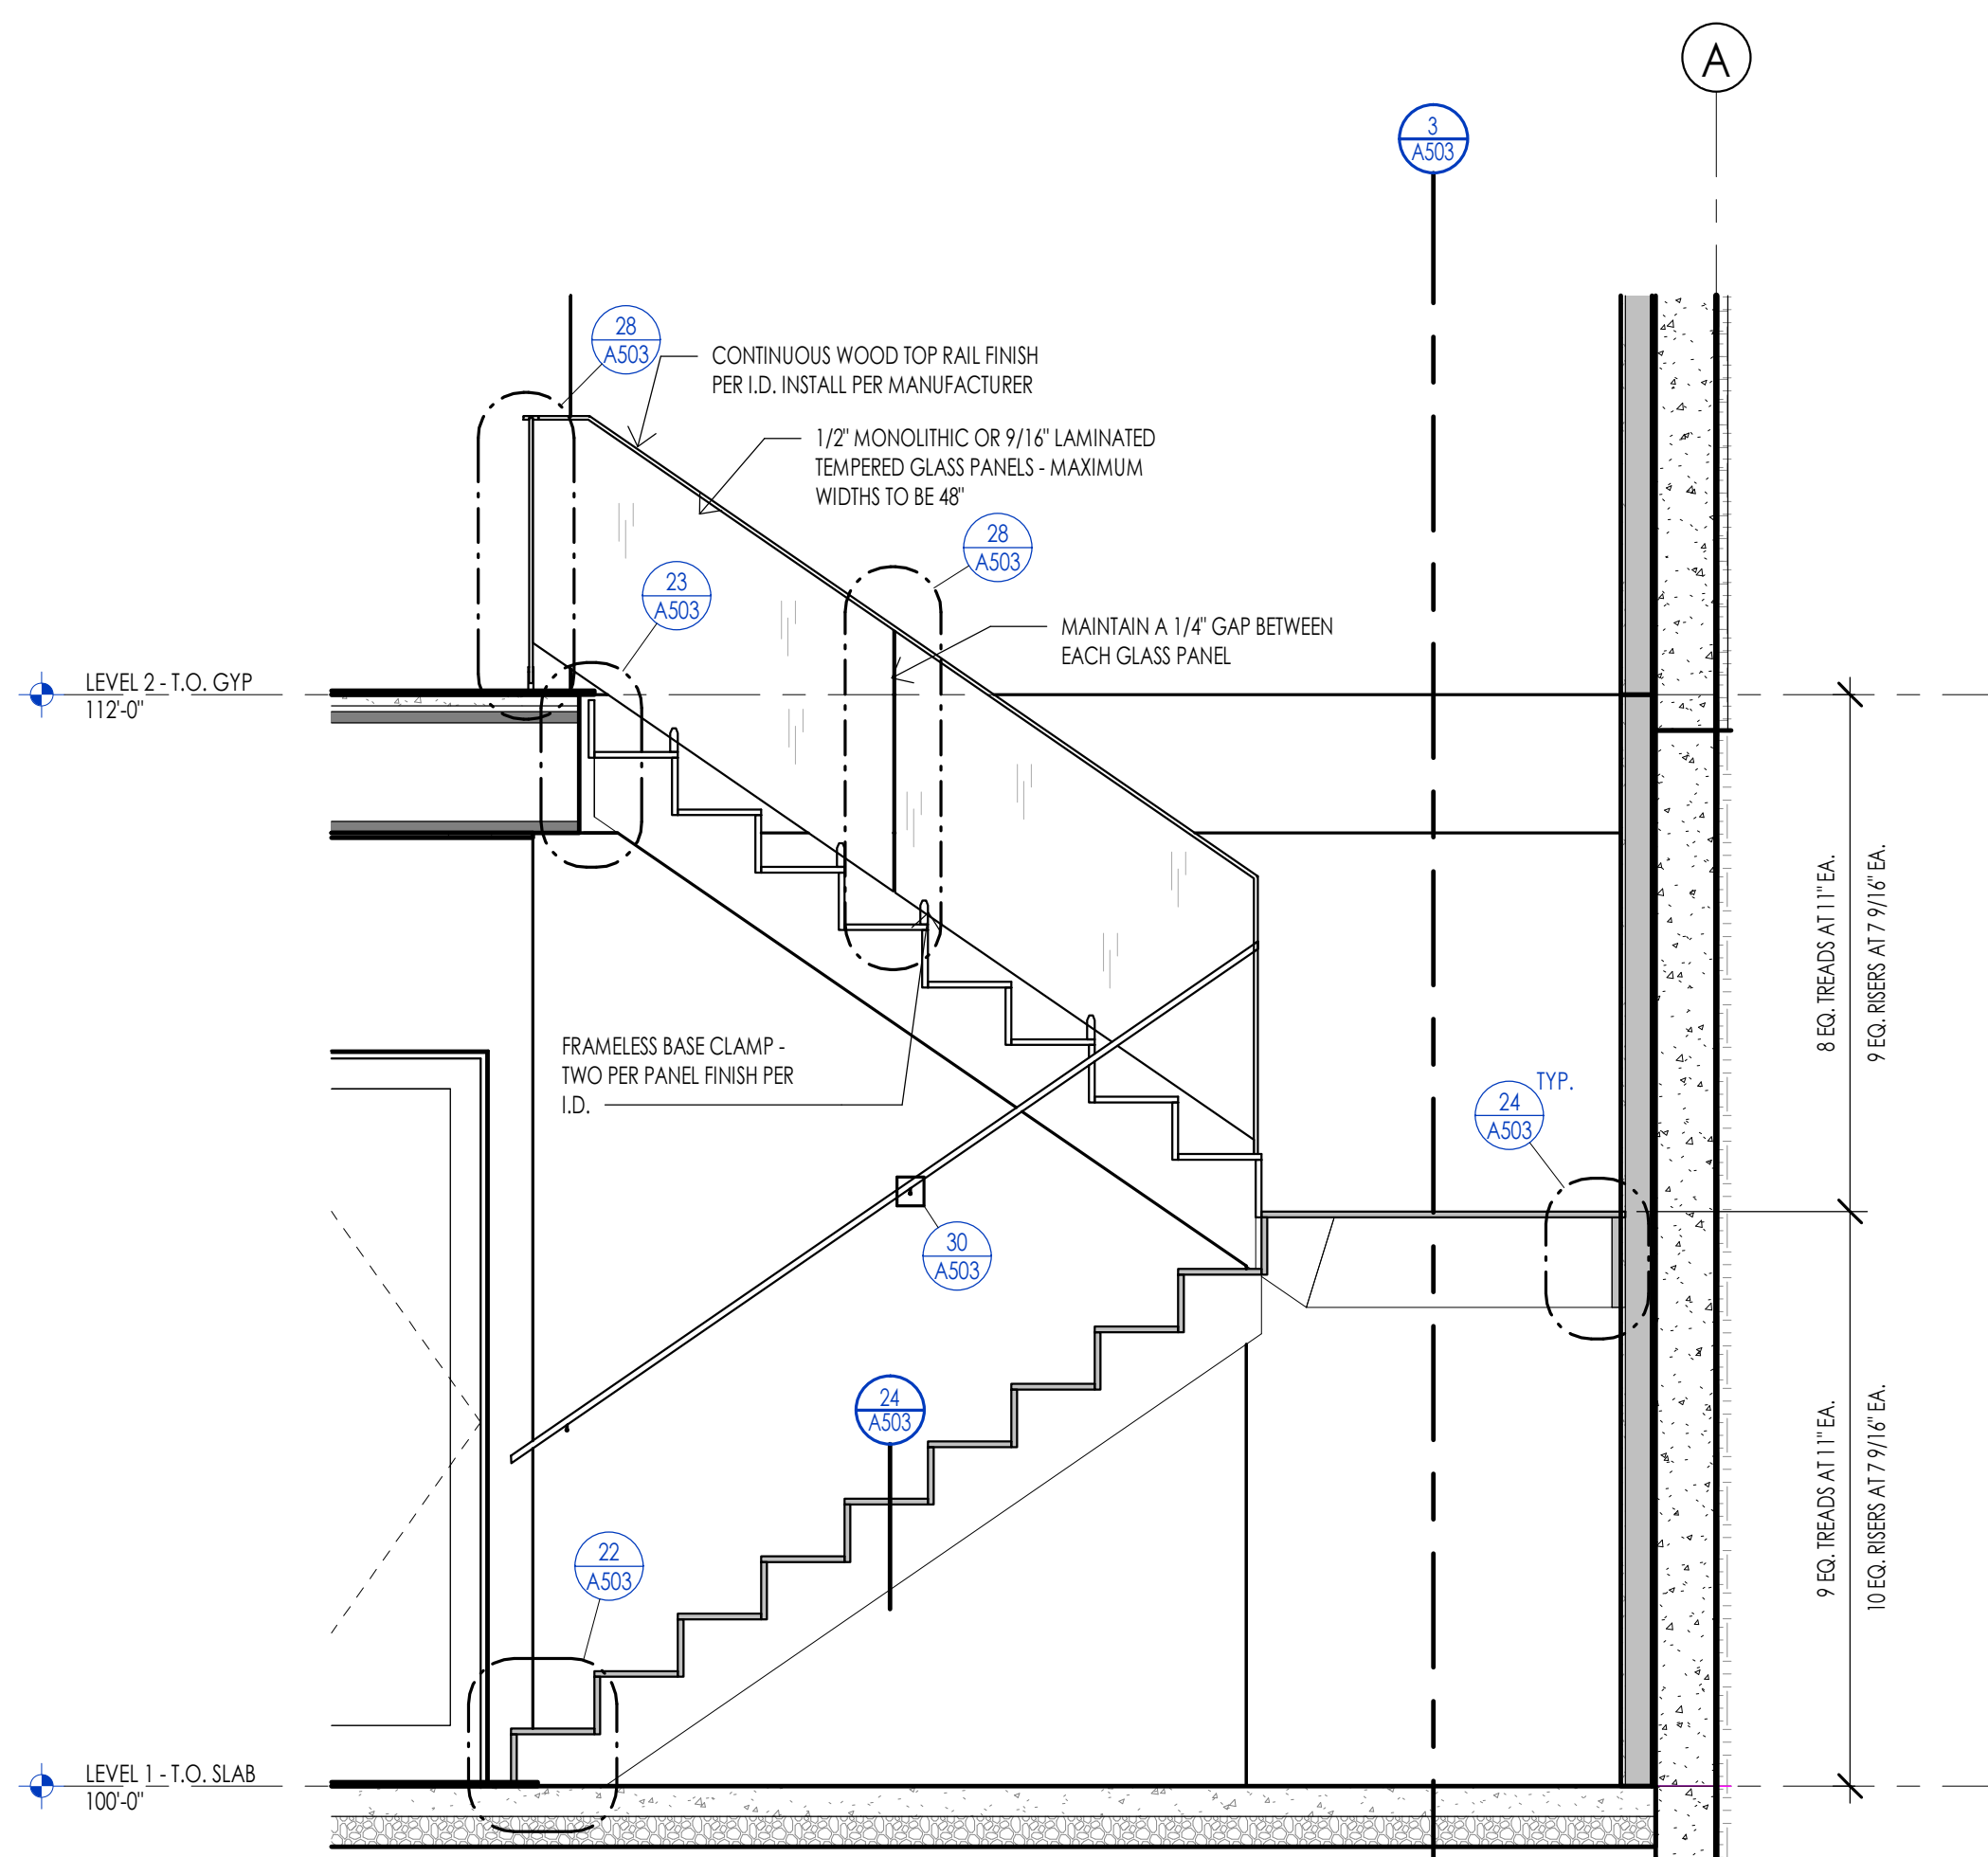 A
3
A503
28
A503
CONTINUOUS WOOD TOP RAIL FINISH
PER I.D. INSTALL PER MANUFACTURER
1/2" MONOLITHIC OR 9/16" LAMINATED
TEMPERED GLASS PANELS - MAXIMUM
WIDTHS TO BE 48"
28
A503
23
A503
MAINTAIN A 1/4" GAP BETWEEN
EACH GLASS PANEL
LEVEL 2 - T.O. GYP
112'-0"
8 EQ. TREADS AT 11" EA.
9 EQ. RISERS AT 7 9/16" EA.
FRAMELESS BASE CLAMP -
TWO PER PANEL FINISH PER
I.D.
TYP.
24
A503
30
A503
24
A503
9 EQ. TREADS AT 11" EA.
10 EQ. RISERS AT 7 9/16" EA.
22
A503
LEVEL 1 - T.O. SLAB
100'-0"